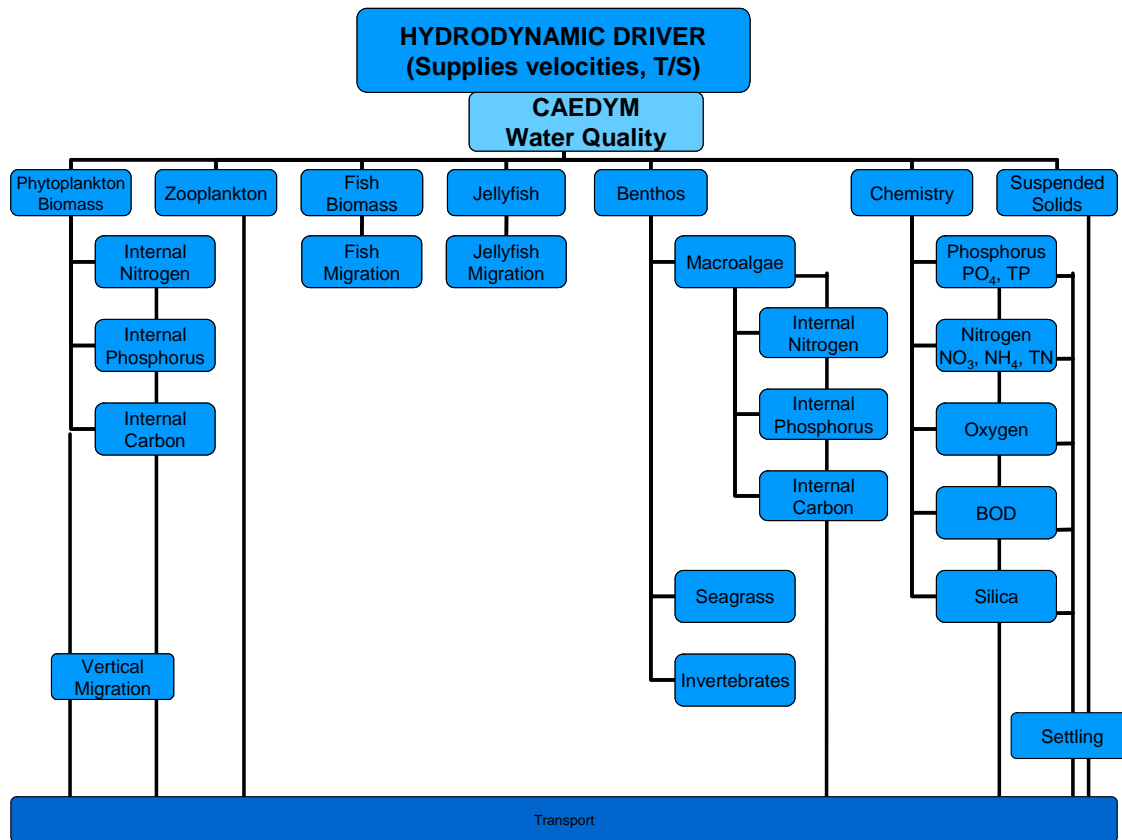 HYDRODYNAMIC DRIVER
(Supplies velocities, T/S)
CAEDYM
Water Quality
Phytoplankton
Biomass
Zooplankton
Fish
Biomass
Jellyfish
Benthos
Chemistry
Suspended
Solids
Internal
Nitrogen
Fish
Migration
Jellyfish
Migration
Macroalgae
Phosphorus
PO₄, TP
Internal
Phosphorus
Internal
Nitrogen
Nitrogen
NO₃, NH₄, TN
Internal
Carbon
Internal
Phosphorus
Oxygen
Internal
Carbon
BOD
Seagrass
Silica
Vertical
Migration
Invertebrates
Settling
Transport